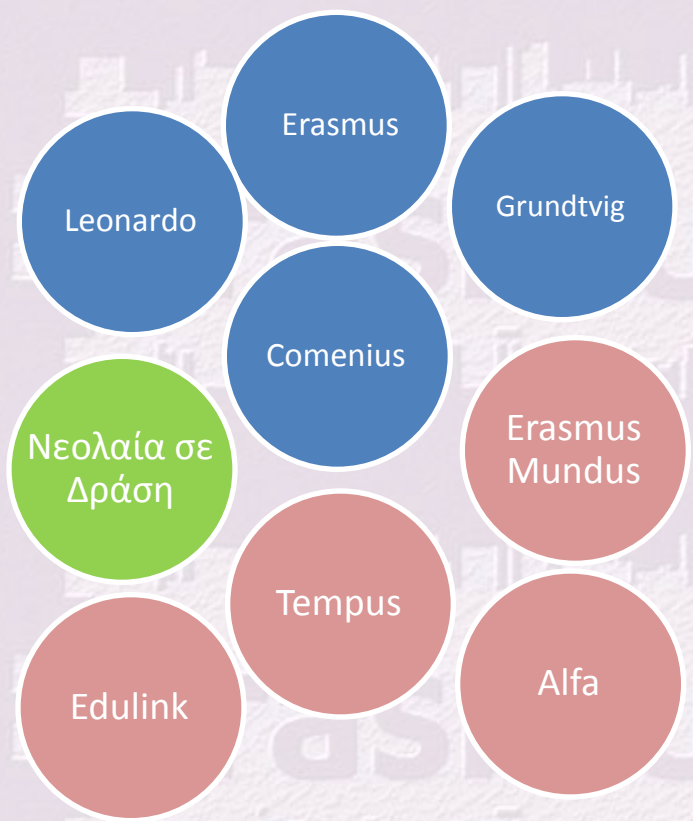 Erasmus
Leonardo
Grundtvig
Comenius
Νεολαία σε
Δράση
Erasmus
Mundus
Tempus
Edulink
Alfa